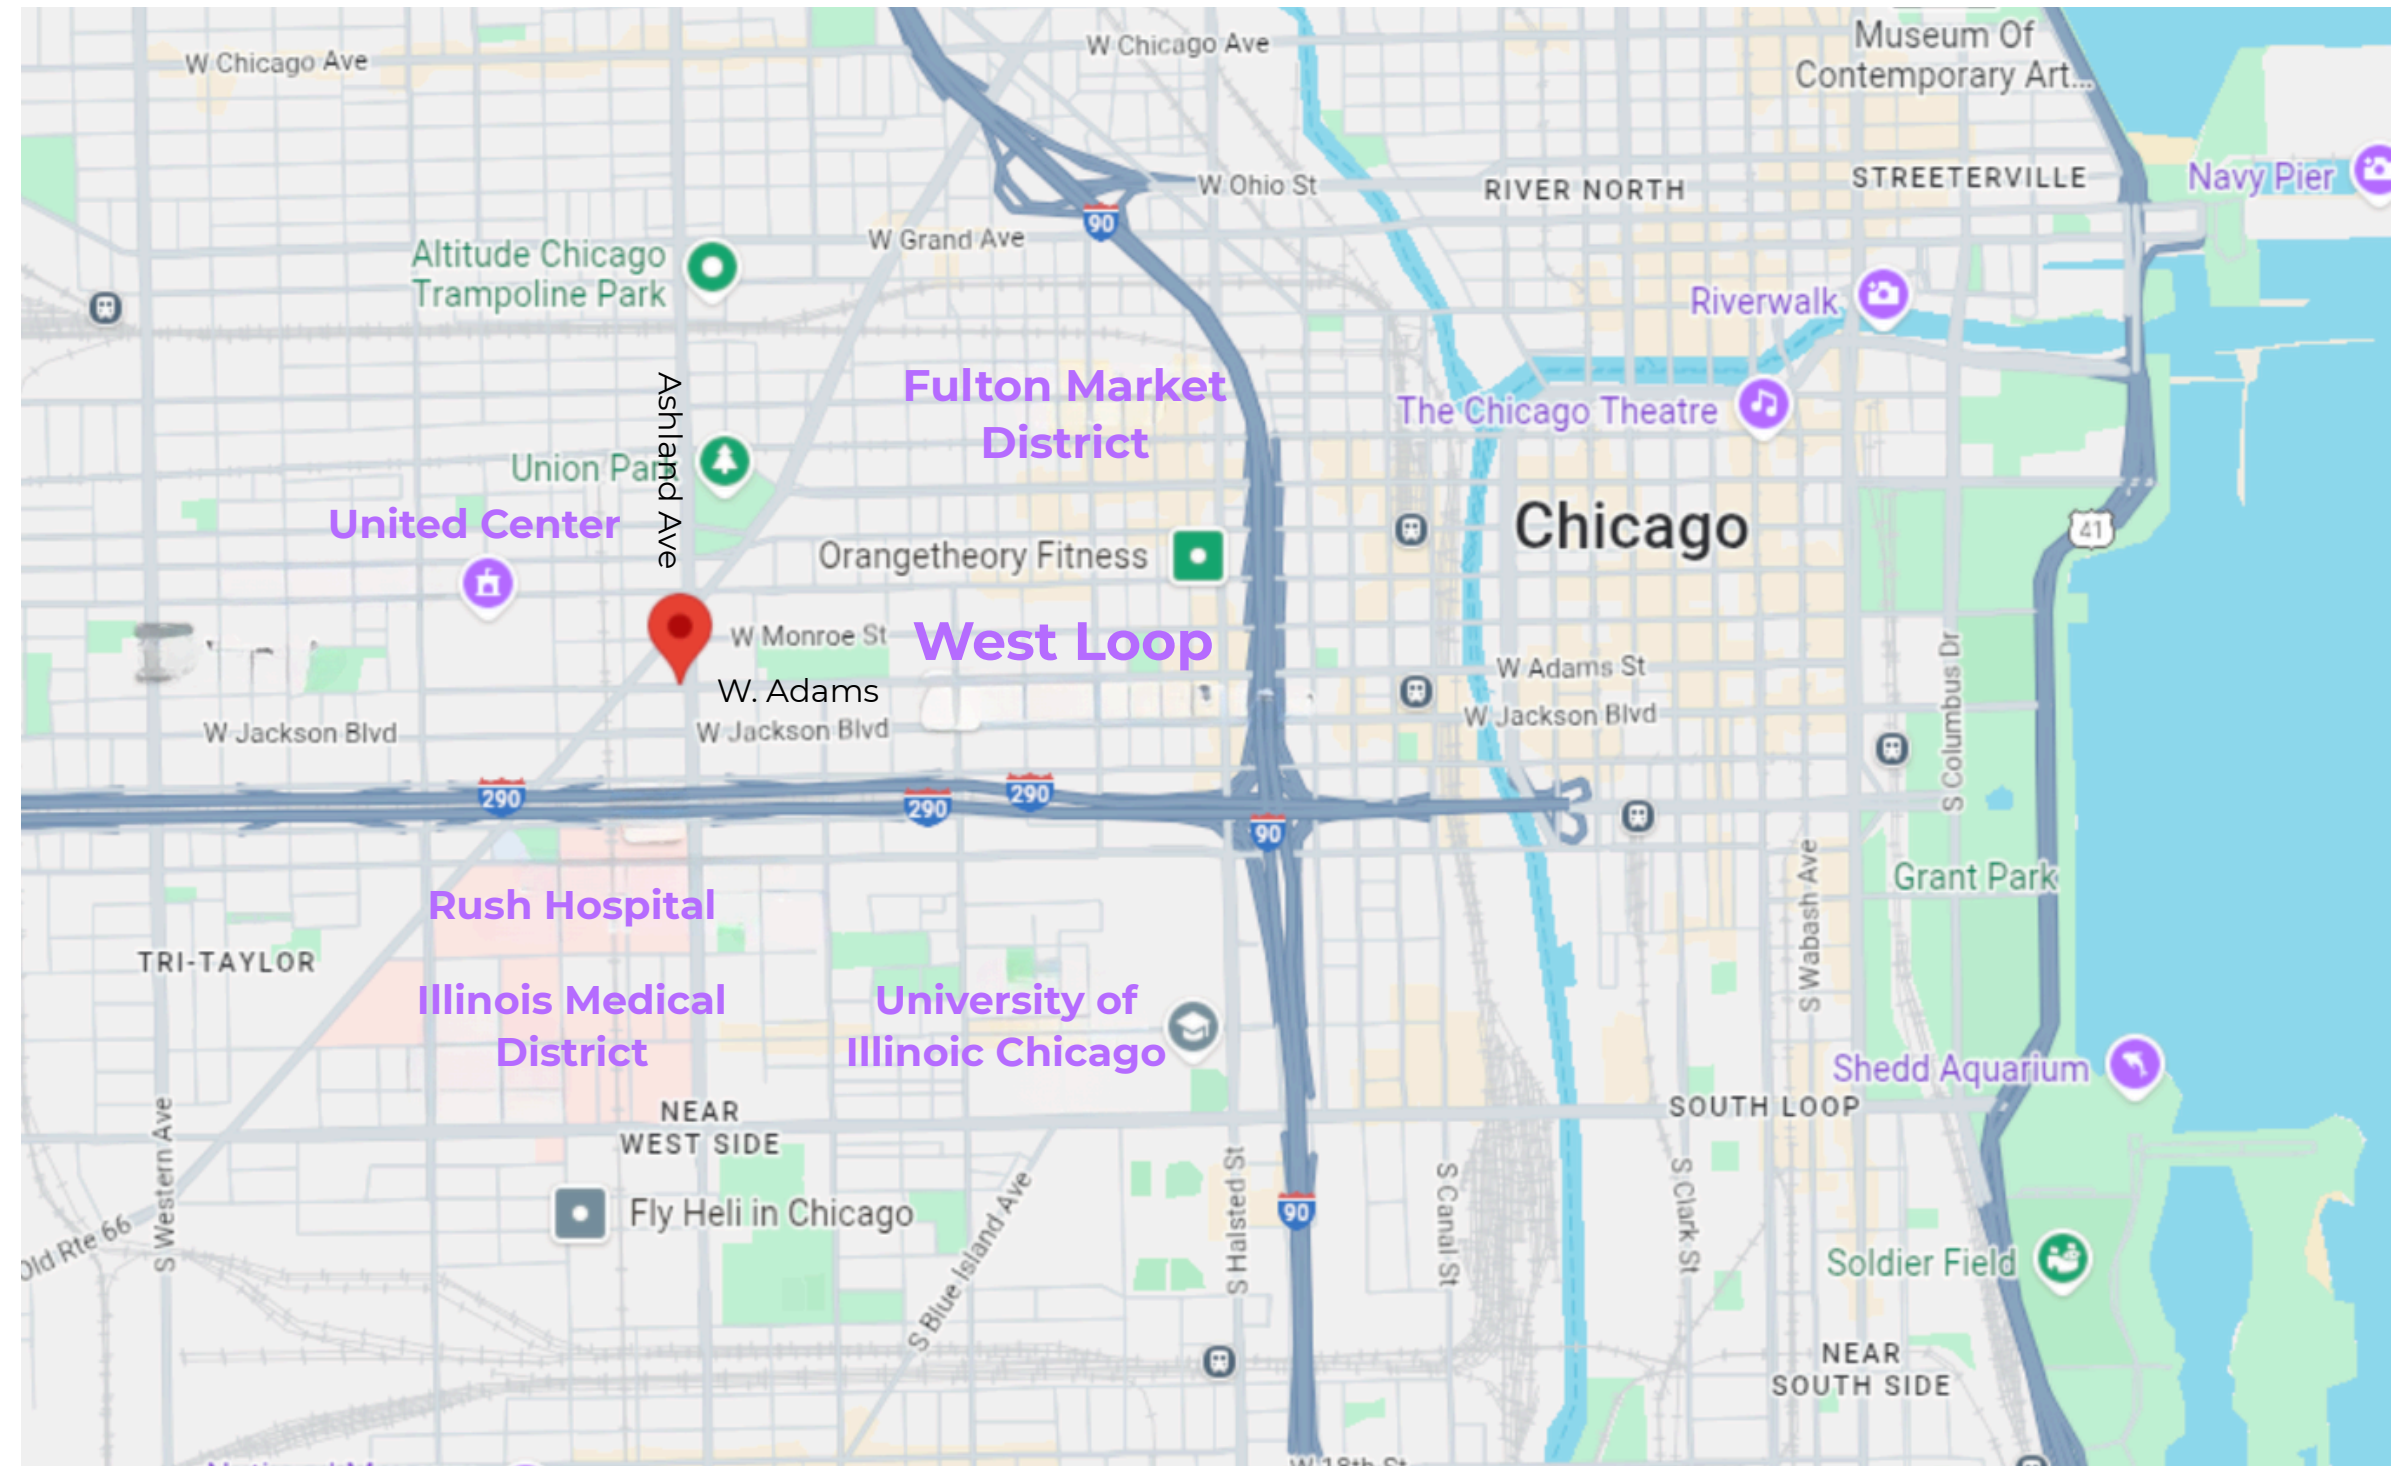 W Chicago Ave
W Chicago Ave
Museum Of
Contemporary Art...
W Ohio St
RIVER NORTH
STREETERVILLE
Navy Pier
90
W Grand Ave
Altitude Chicago
Trampoline Park
Riverwalk
Fulton Market
District
The Chicago Theatre
Ashland Ave
Union Park
United Center
Orangetheory Fitness
Chicago
41
W Monroe St
West Loop
W Adams St
W. Adams
W Jackson Blvd
W Jackson Blvd
W Jackson Blvd
S Columbus Dr
290
290
290
90
Grant Park
S Wabash Ave
Rush Hospital
TRI-TAYLOR
Illinois Medical
District
University of
Illinoic Chicago
Shedd Aquarium
SOUTH LOOP
NEAR
WEST SIDE
S Western Ave
Fly Heli in Chicago
Old Rte 66
S Blue Island Ave
S Halsted St
90
S Canal St
S Clark St
Soldier Field
NEAR
SOUTH SIDE
W 18th St